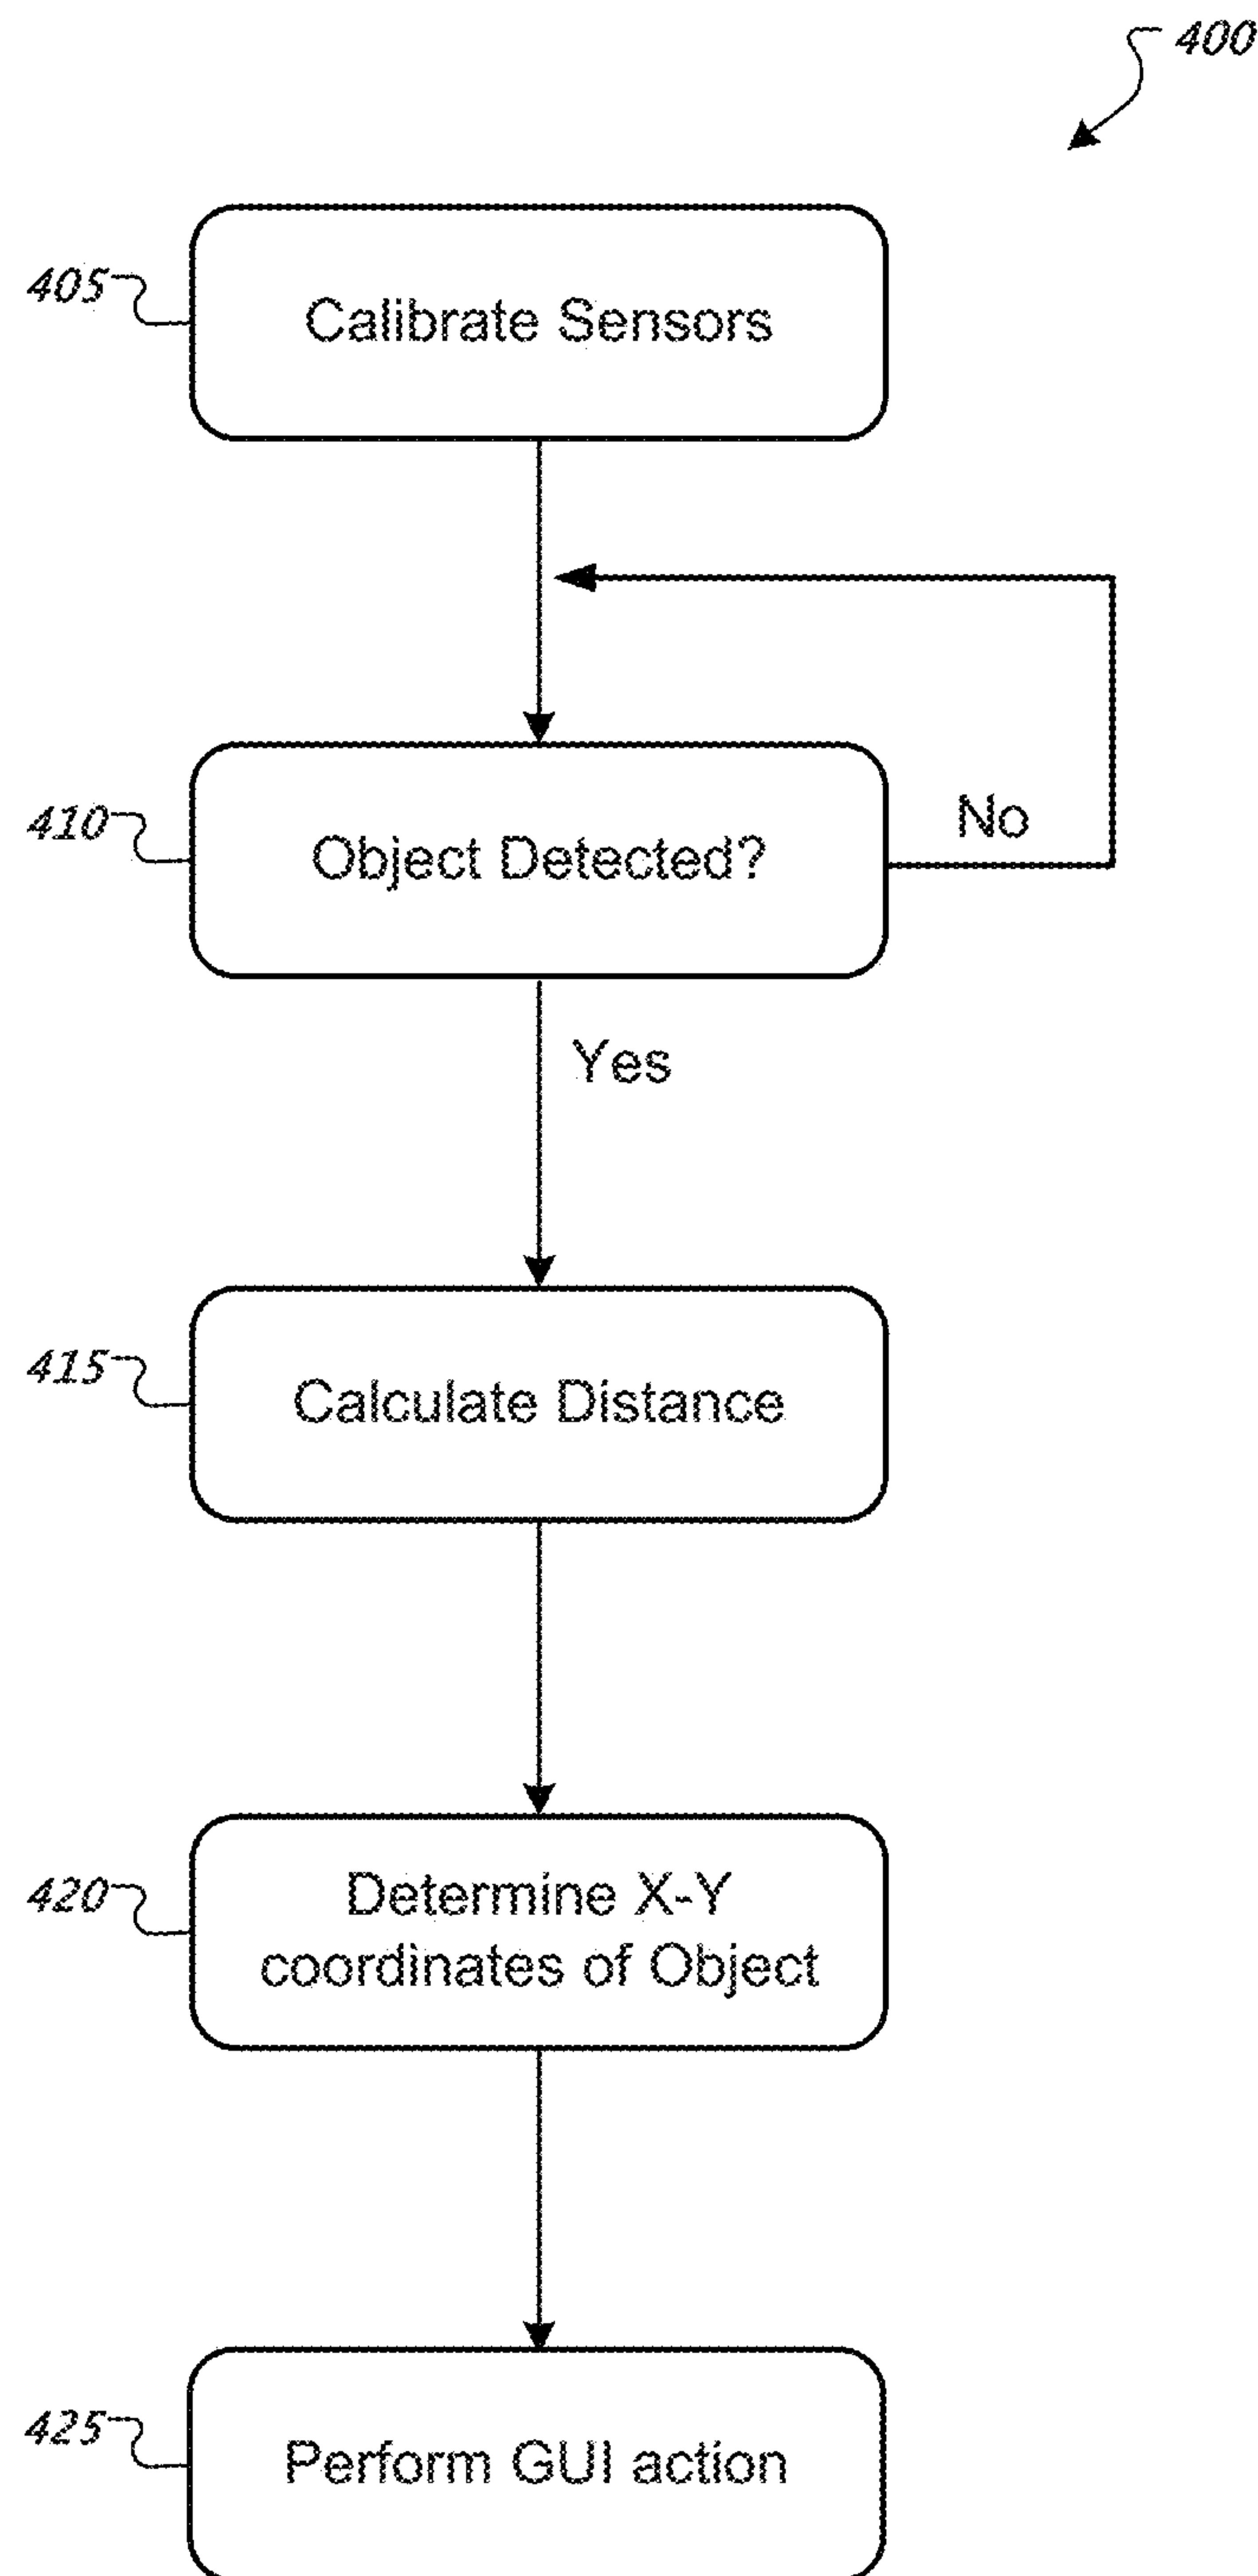 400
405
Calibrate Sensors
410
Object Detected?
No
Yes
415
Calculate Distance
420
Determine X-Y
coordinates of Object
425
Perform GUI action